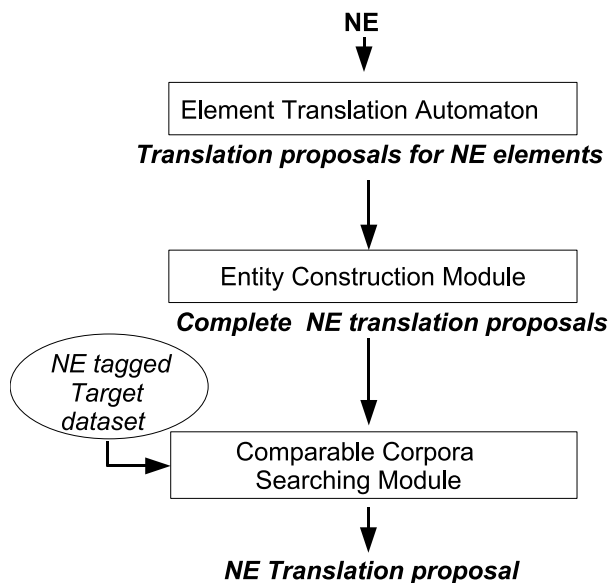 NE
Element Translation Automaton
Translation proposals for NE elements
Entity Construction Module
Complete NE translation proposals
NE tagged
Target
dataset
Comparable Corpora
Searching Module
NE Translation proposal